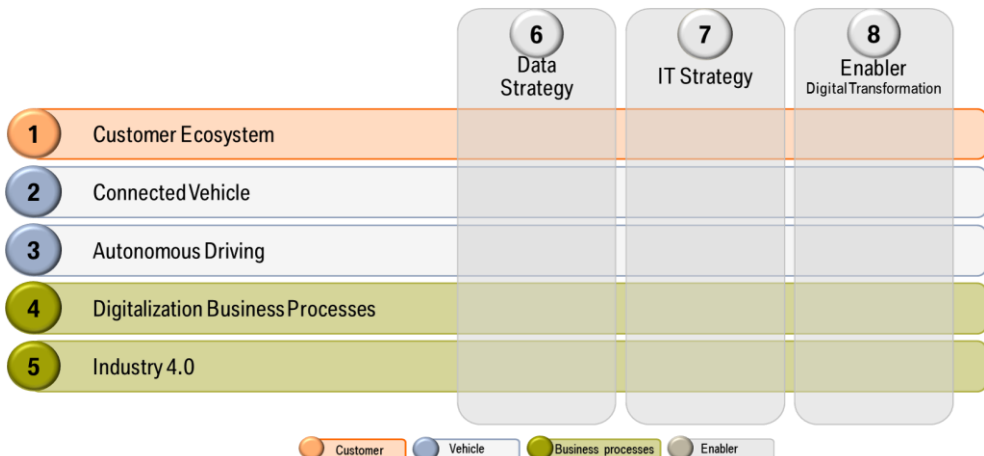 6
Data
Strategy
7
IT Strategy
8
Enabler
Digital Transformation
1
Customer Ecosystem
2
Connected Vehicle
3
Autonomous Driving
4
Digitalization Business Processes
5
Industry 4.0
Customer
Vehicle
Business processes
Enabler